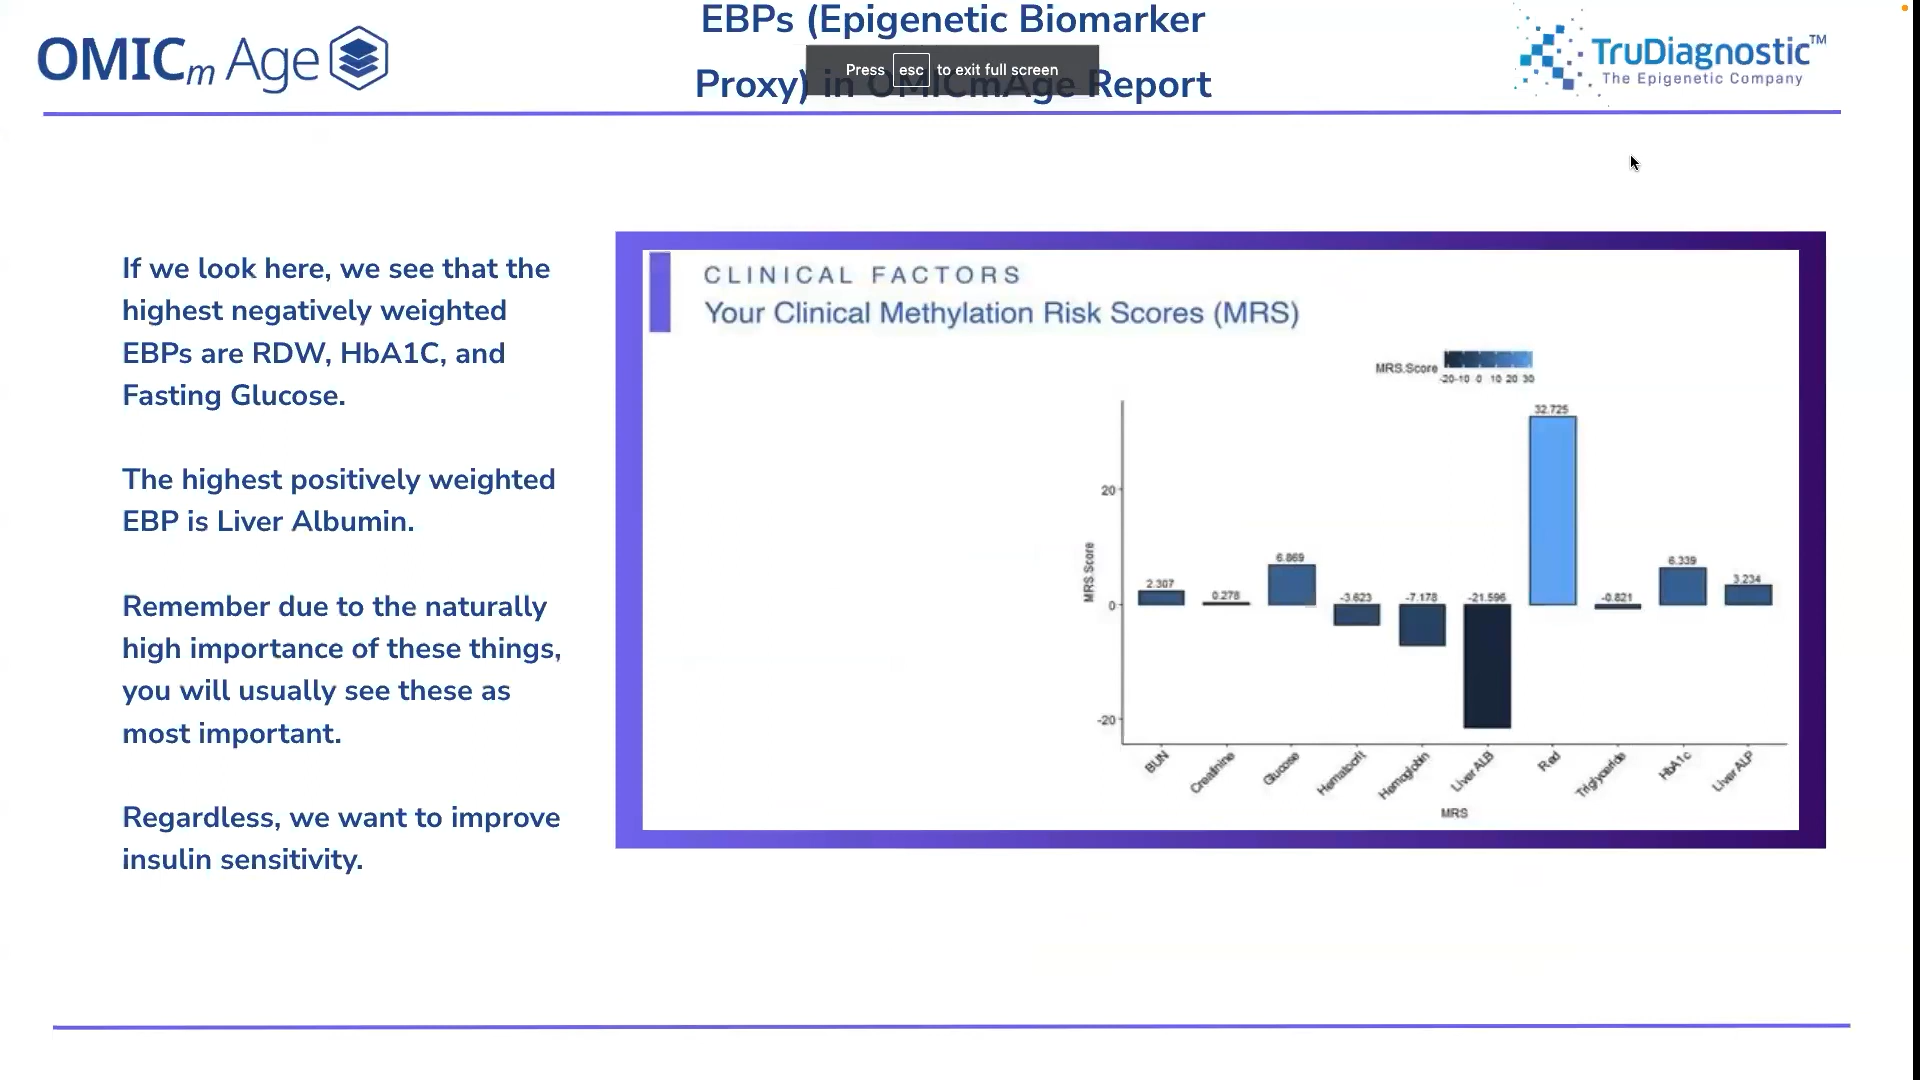 OMICm Age
EBPs (Epigenetic Biomarker
Proxy) in OMICmAge Report
Press esc to exit full screen
TruDiagnostic™
The Epigenetic Company
If we look here, we see that the
highest negatively weighted
EBPs are RDW, HbA1C, and
Fasting Glucose.
The highest positively weighted
EBP is Liver Albumin.
Remember due to the naturally
high importance of these things,
you will usually see these as
most important.
Regardless, we want to improve
insulin sensitivity.
CLINICAL FACTORS
Your Clinical Methylation Risk Scores (MRS)
MRS.Score
-20 -10 0 10 20 30
32.725
20
6.869
6.339
2.307
3.234
0.278
-3.623
-7.178
-21.596
-0.821
MRS.Score
0
-20
BUN
Creatinine
Glucose
Hematocrit
Hemoglobin
Liver ALB
Red
Triglyceride
HbA1c
Liver ALP
MRS